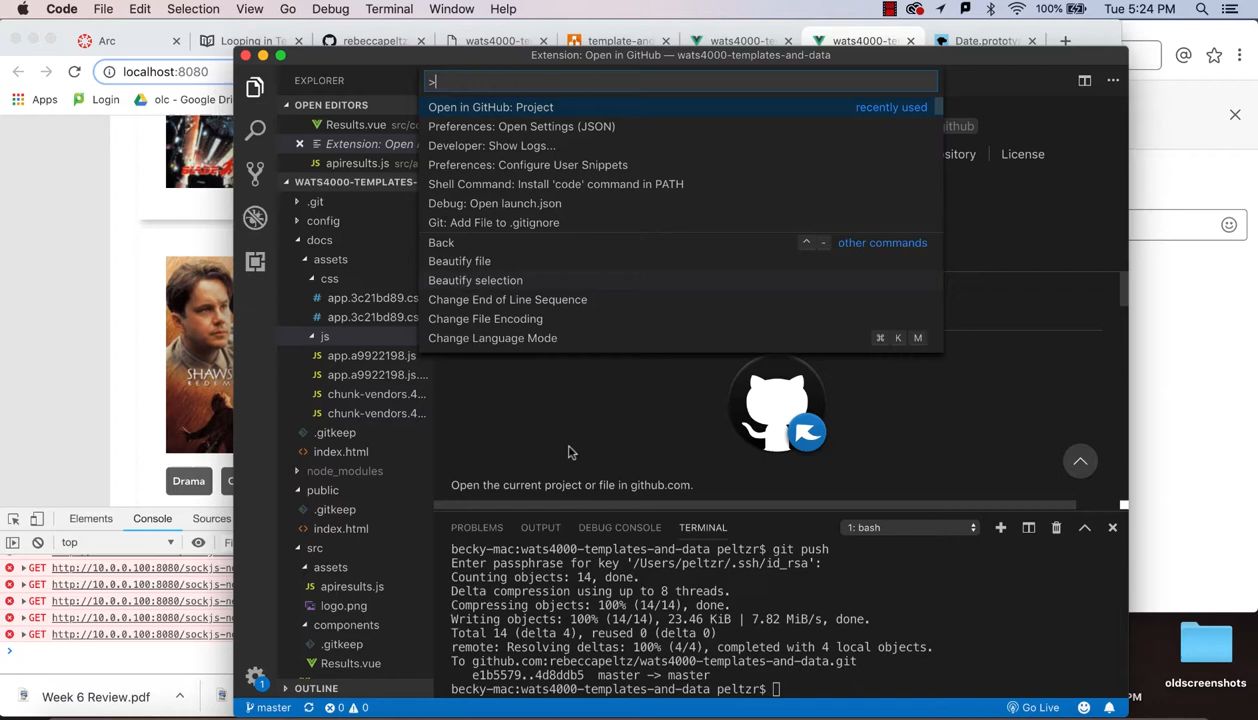 Code File Edit Selection View Go Debug Terminal Window Help 100% Tue 5:24 PM
Arc Looping in Te rebeccapeltz wats4000-te template-and wats4000-te wats4000-te Date.prototyp
Extension: Open in GitHub — wats4000-templates-and-data
localhost:8080
EXPLORER
>
Apps Login olc - Google Dri
OPEN EDITORS
Open in GitHub: Project recently used
Results.vue src/co
Preferences: Open Settings (JSON)
Extension: Open
Developer: Show Logs...
apiresults.js src/a
Preferences: Configure User Snippets
License
WATS4000-TEMPLATES-
Shell Command: Install 'code' command in PATH
.git
Debug: Open launch.json
config
Git: Add File to .gitignore
docs
Back ^ - other commands
assets
Beautify file
css
Beautify selection
app.3c21bd89.cs
Change End of Line Sequence
app.3c21bd89.cs
Change File Encoding
js
Change Language Mode ⌘ K M
app.a9922198.js
app.a9922198.js....
chunk-vendors.4...
chunk-vendors.4...
.gitkeep
index.html
node_modules
public
.gitkeep
index.html
src
assets
apiresults.js
logo.png
components
.gitkeep
Results.vue
OUTLINE
SHAWS
Drama
Open the current project or file in github.com.
Elements Console Sources
top
GET http://10.0.0.100:8080/sockjs-no
GET http://10.0.0.100:8080/sockjs-no
GET http://10.0.0.100:8080/sockjs-no
GET http://10.0.0.100:8080/sockjs-no
GET http://10.0.0.100:8080/sockjs-no
PROBLEMS OUTPUT DEBUG CONSOLE TERMINAL 1: bash
becky-mac:wats4000-templates-and-data peltzr$ git push
Enter passphrase for key '/Users/peltzr/.ssh/id_rsa':
Counting objects: 14, done.
Delta compression using up to 8 threads.
Compressing objects: 100% (14/14), done.
Writing objects: 100% (14/14), 23.46 KiB | 7.82 MiB/s, done.
Total 14 (delta 4), reused 0 (delta 0)
remote: Resolving deltas: 100% (4/4), completed with 4 local objects.
To github.com:rebeccapeltz/wats4000-templates-and-data.git
e1b5579..4d8ddb5 master -> master
becky-mac:wats4000-templates-and-data peltzr$
1
master 0 0 Go Live
Week 6 Review.pdf
oldscreenshots